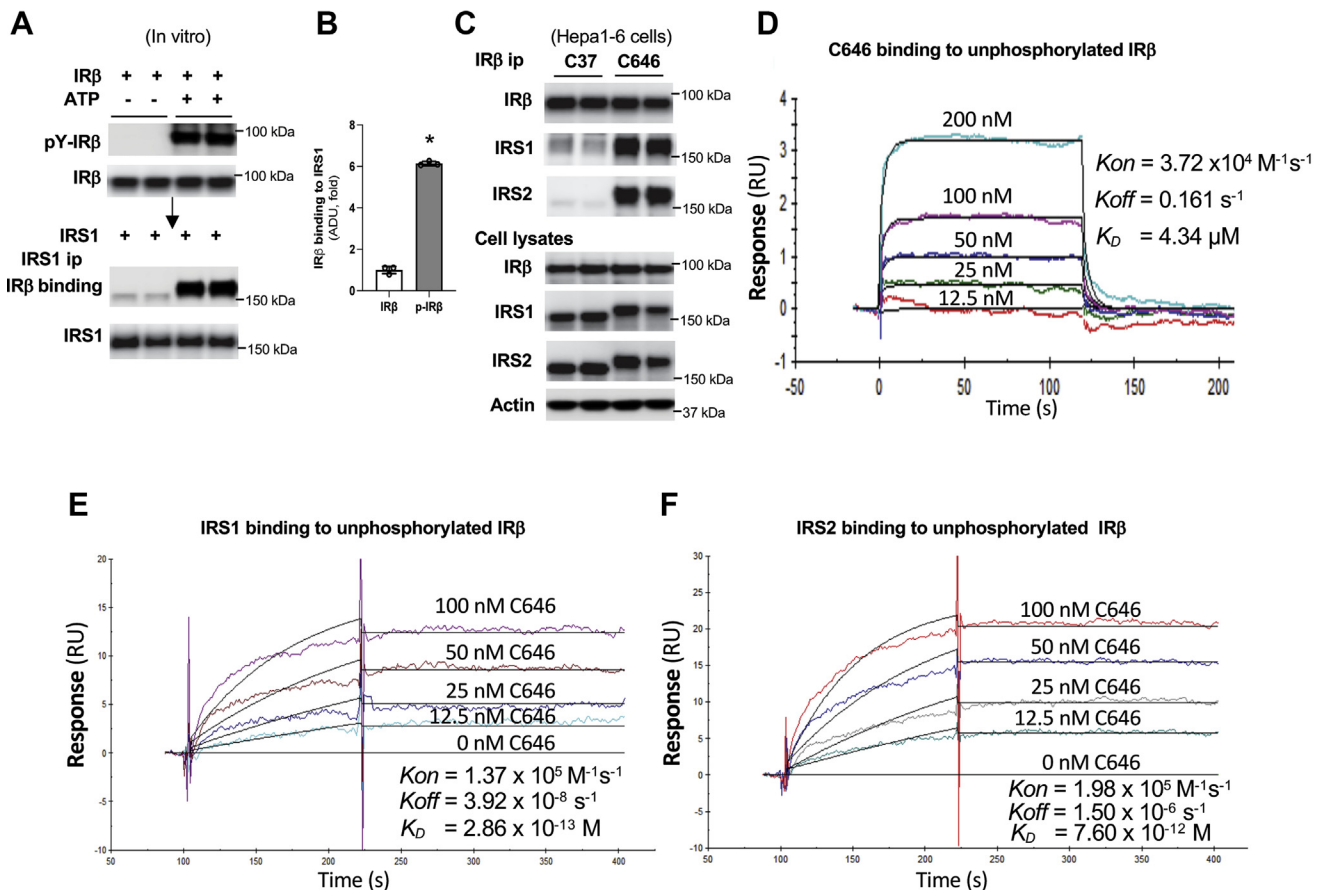 A
(In vitro)
IRβ + + + +
ATP - - + +
pY-IRβ
100 kDa
IRβ
100 kDa
IRS1 + + + +
IRS1 ip
IRβ binding
150 kDa
IRS1
150 kDa
B
IRβ binding to IRS1
(ADU, fold)
8
6
4
2
0
*
IRβ p-IRβ
C
(Hepa1-6 cells)
IRβ ip C37 C646
IRβ
100 kDa
IRS1
150 kDa
IRS2
150 kDa
Cell lysates
IRβ
100 kDa
IRS1
150 kDa
IRS2
150 kDa
Actin
37 kDa
D
C646 binding to unphosphorylated IRβ
Response (RU)
4
3
2
1
0
-1
200 nM
100 nM
50 nM
25 nM
12.5 nM
Kon = 3.72 x10⁴ M⁻¹s⁻¹
Koff = 0.161 s⁻¹
K_D = 4.34 µM
-50 0 50 100 150 200
Time (s)
E
IRS1 binding to unphosphorylated IRβ
Response (RU)
20
15
10
5
0
-5
-10
100 nM C646
50 nM C646
25 nM C646
12.5 nM C646
0 nM C646
Kon = 1.37 x 10⁵ M⁻¹s⁻¹
Koff = 3.92 x 10⁻⁸ s⁻¹
K_D = 2.86 x 10⁻¹³ M
50 100 150 200 250 300 350 400
Time (s)
F
IRS2 binding to unphosphorylated IRβ
Response (RU)
30
25
20
15
10
5
0
-5
-10
100 nM C646
50 nM C646
25 nM C646
12.5 nM C646
0 nM C646
Kon = 1.98 x 10⁵ M⁻¹s⁻¹
Koff = 1.50 x 10⁻⁶ s⁻¹
K_D = 7.60 x 10⁻¹² M
50 100 150 200 250 300 350 400
Time (s)